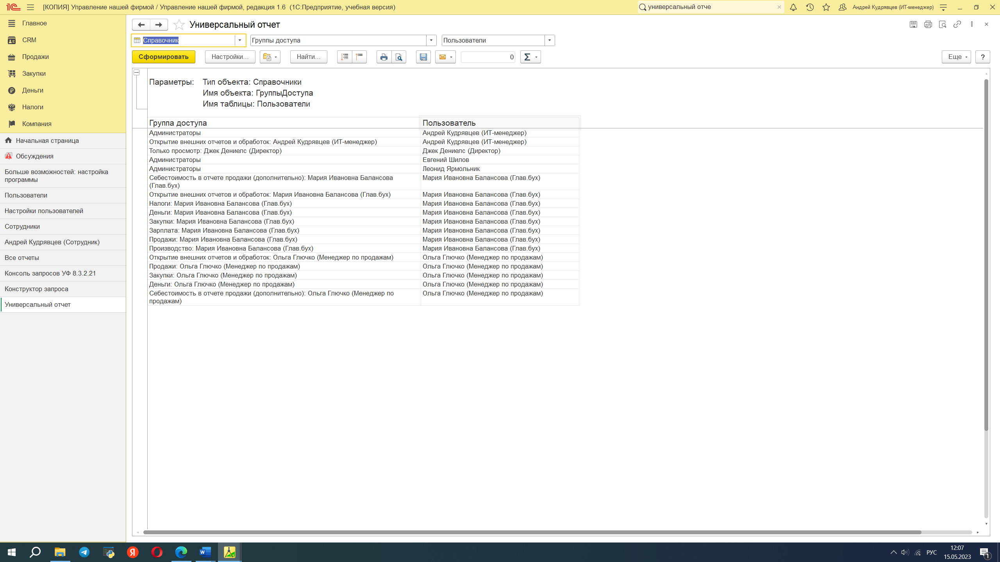 1С [КОПИЯ] Управление нашей фирмой / Управление нашей фирмой, редакция 1.6 (1С:Предприятие, учебная версия) универсальный отче Андрей Кудрявцев (ИТ-менеджер)
Главное
CRM
Продажи
Закупки
Деньги
Налоги
Компания
Начальная страница
Обсуждения
Больше возможностей: настройка
программы
Пользователи
Настройки пользователей
Сотрудники
Андрей Кудрявцев (Сотрудник)
Все отчеты
Консоль запросов УФ 8.3.2.21
Конструктор запроса
Универсальный отчет
Универсальный отчет
Справочник Группы доступа Пользователи
Сформировать Настройки... Найти... 0 Σ Еще ?
Параметры: Тип объекта: Справочники
Имя объекта: ГруппыДоступа
Имя таблицы: Пользователи
Группа доступа Пользователь
Администраторы Андрей Кудрявцев (ИТ-менеджер)
Открытие внешних отчетов и обработок: Андрей Кудрявцев (ИТ-менеджер) Андрей Кудрявцев (ИТ-менеджер)
Только просмотр: Джек Дениелс (Директор) Джек Дениелс (Директор)
Администраторы Евгений Шилов
Администраторы Леонид Ярмольник
Себестоимость в отчете продажи (дополнительно): Мария Ивановна Балансова Мария Ивановна Балансова (Глав.бух)
(Глав.бух)
Открытие внешних отчетов и обработок: Мария Ивановна Балансова (Глав.бух) Мария Ивановна Балансова (Глав.бух)
Налоги: Мария Ивановна Балансова (Глав.бух) Мария Ивановна Балансова (Глав.бух)
Деньги: Мария Ивановна Балансова (Глав.бух) Мария Ивановна Балансова (Глав.бух)
Закупки: Мария Ивановна Балансова (Глав.бух) Мария Ивановна Балансова (Глав.бух)
Зарплата: Мария Ивановна Балансова (Глав.бух) Мария Ивановна Балансова (Глав.бух)
Продажи: Мария Ивановна Балансова (Глав.бух) Мария Ивановна Балансова (Глав.бух)
Производство: Мария Ивановна Балансова (Глав.бух) Мария Ивановна Балансова (Глав.бух)
Открытие внешних отчетов и обработок: Ольга Глючко (Менеджер по продажам) Ольга Глючко (Менеджер по продажам)
Продажи: Ольга Глючко (Менеджер по продажам) Ольга Глючко (Менеджер по продажам)
Закупки: Ольга Глючко (Менеджер по продажам) Ольга Глючко (Менеджер по продажам)
Деньги: Ольга Глючко (Менеджер по продажам) Ольга Глючко (Менеджер по продажам)
Себестоимость в отчете продажи (дополнительно): Ольга Глючко (Менеджер по Ольга Глючко (Менеджер по продажам)
продажам)
РУС 12:07
15.05.2023
1